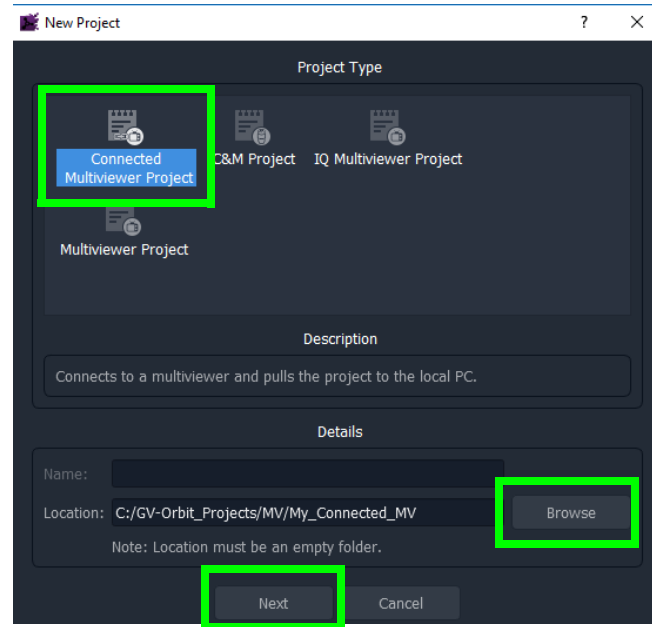 New Project
?
Project Type
Connected
Multiviewer Project
C&M Project
IQ Multiviewer Project
Multiviewer Project
Description
Connects to a multiviewer and pulls the project to the local PC.
Details
Name:
Location: C:/GV-Orbit_Projects/MV/My_Connected_MV
Browse
Note: Location must be an empty folder.
Next
Cancel